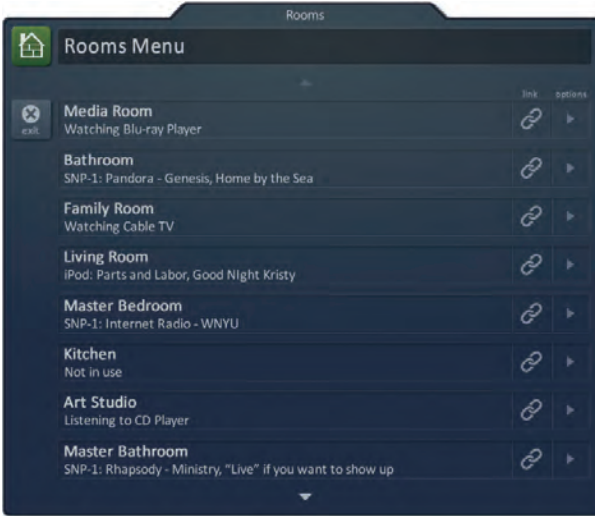 Rooms
Rooms Menu
link options
exit
Media Room
Watching Blu-ray Player
Bathroom
SNP-1: Pandora - Genesis, Home by the Sea
Family Room
Watching Cable TV
Living Room
iPod: Parts and Labor, Good NIght Kristy
Master Bedroom
SNP-1: Internet Radio - WNYU
Kitchen
Not in use
Art Studio
Listening to CD Player
Master Bathroom
SNP-1: Rhapsody - Ministry, "Live" if you want to show up